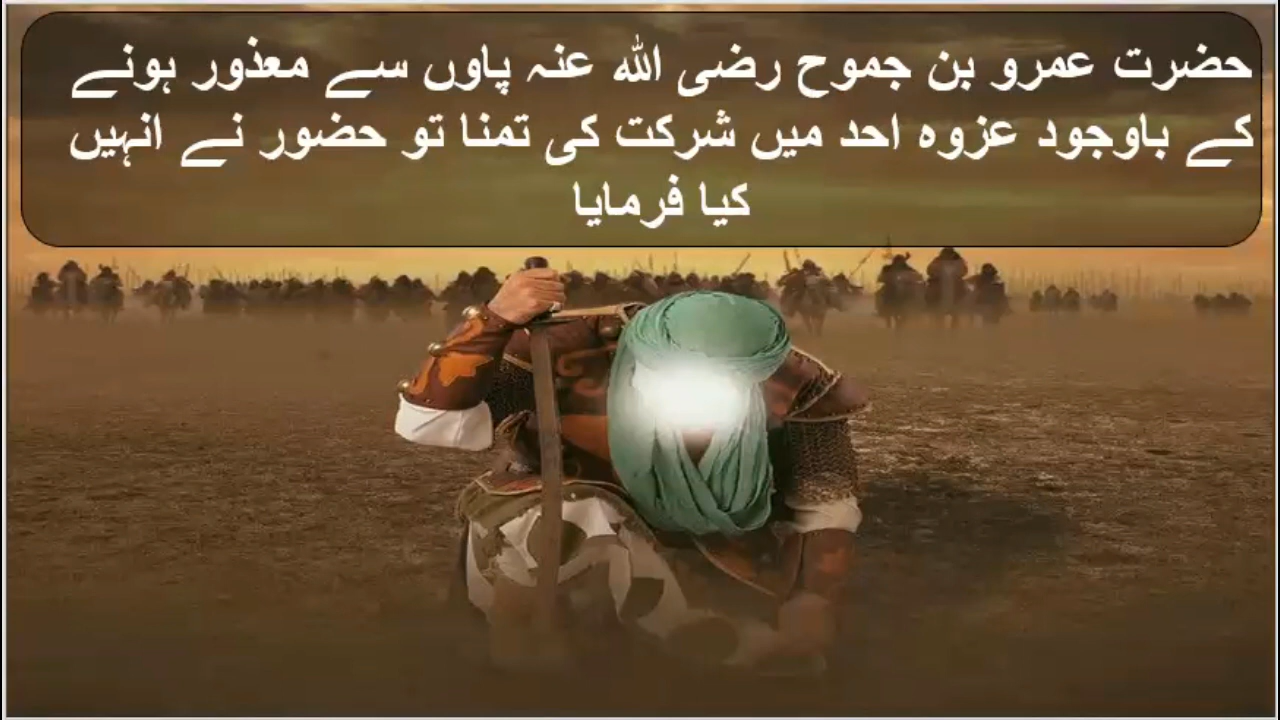 حضرت عمرو بن جموح رضی الله عنہ پاوں سے معذور ہونے
کے باوجود عزوہ احد میں شرکت کی تمنا تو حضور نے انہیں
کیا فرمایا